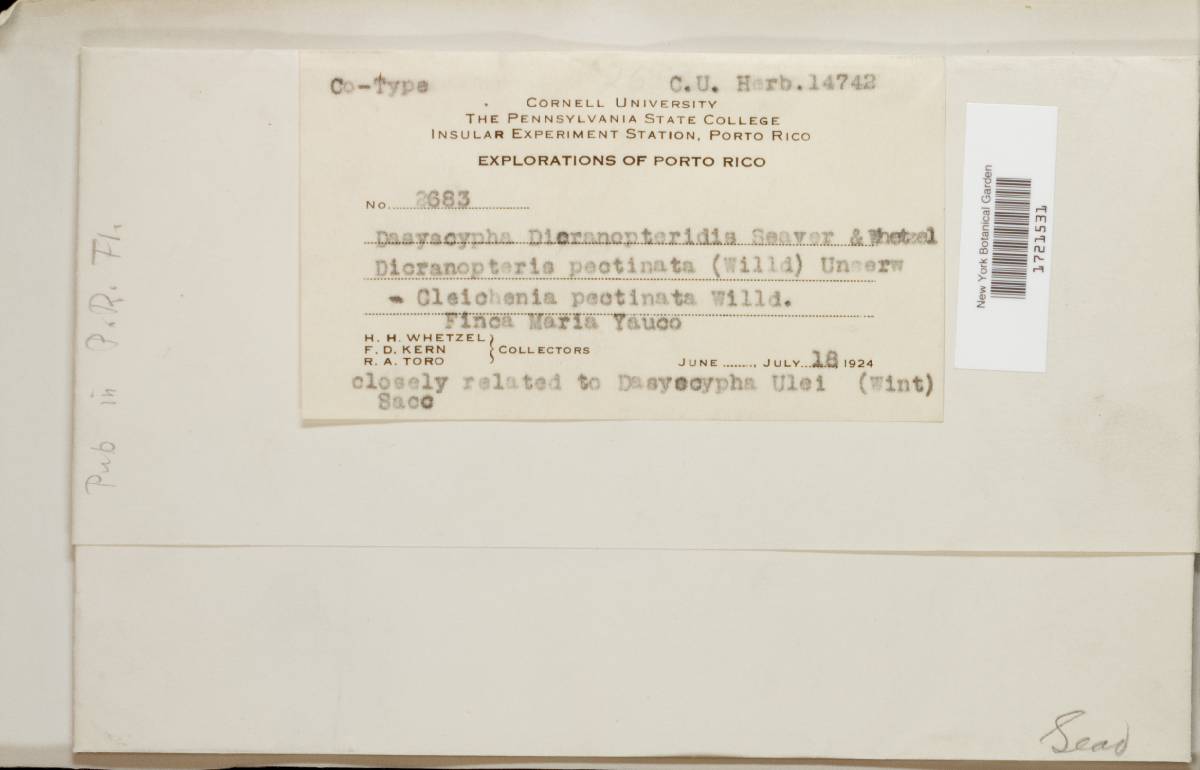 Co-Type C.U. Herb.14742
CORNELL UNIVERSITY
THE PENNSYLVANIA STATE COLLEGE
INSULAR EXPERIMENT STATION, PORTO RICO
EXPLORATIONS OF PORTO RICO
No. 2683
Dasyscypha Dicranopteridis Seaver & Whetzel
Dicranopteris pectinata (Willd) Underw
- Gleichenia pectinata Willd.
Finca Maria Yauco
H. H. WHETZEL
F. D. KERN } COLLECTORS
R. A. TORO JUNE ........, JULY 18, 1924
closely related to Dasyscypha Ulei (Wint)
Sacc
New York Botanical Garden
1721531
Pub in P.R. Fl.